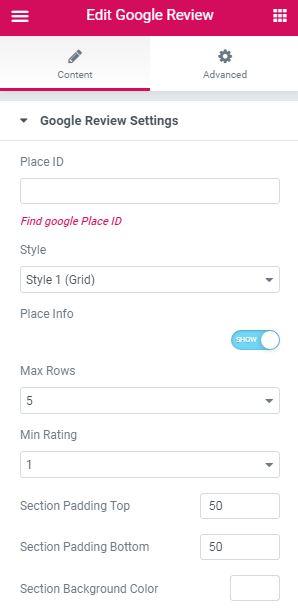 Edit Google Review
Content
Advanced
Google Review Settings
Place ID
Find google Place ID
Style
Style 1 (Grid)
Place Info
SHOW
Max Rows
5
Min Rating
1
Section Padding Top
50
Section Padding Bottom
50
Section Background Color